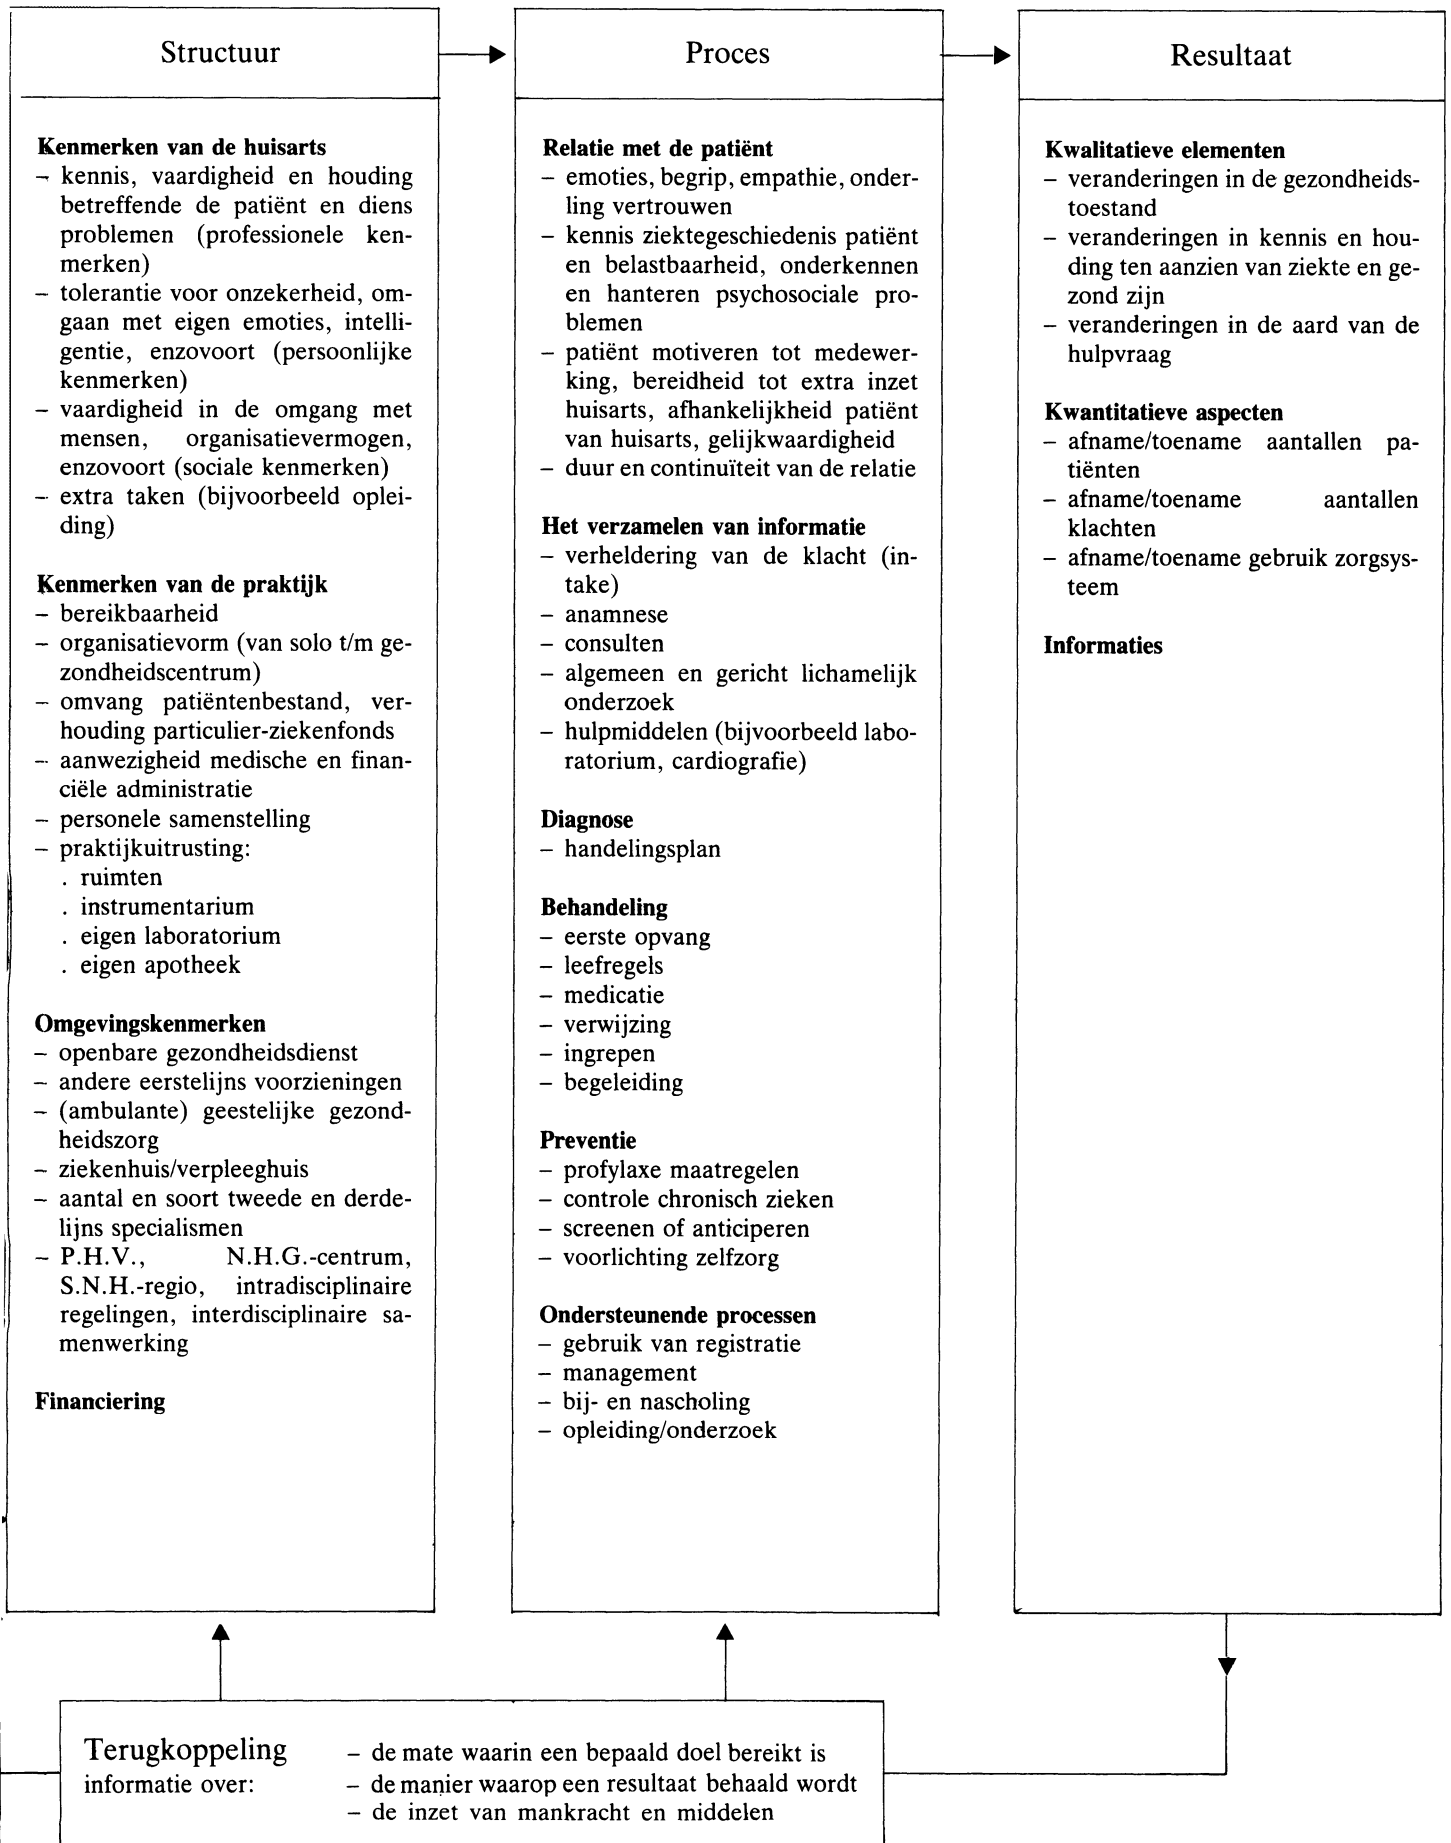 Structuur
Kenmerken van de huisarts
– kennis, vaardigheid en houding
betreffende de patiënt en diens
problemen (professionele ken-
merken)
– tolerantie voor onzekerheid, om-
gaan met eigen emoties, intelli-
gentie, enzovoort (persoonlijke
kenmerken)
– vaardigheid in de omgang met
mensen, organisatievermogen,
enzovoort (sociale kenmerken)
– extra taken (bijvoorbeeld oplei-
ding)
Kenmerken van de praktijk
– bereikbaarheid
– organisatievorm (van solo t/m ge-
zondheidscentrum)
– omvang patiëntenbestand, ver-
houding particulier-ziekenfonds
– aanwezigheid medische en finan-
ciële administratie
– personele samenstelling
– praktijkuitrusting:
. ruimten
. instrumentarium
. eigen laboratorium
. eigen apotheek
Omgevingskenmerken
– openbare gezondheidsdienst
– andere eerstelijns voorzieningen
– (ambulante) geestelijke gezond-
heidszorg
– ziekenhuis/verpleeghuis
– aantal en soort tweede en derde-
lijns specialismen
– P.H.V., N.H.G.-centrum,
S.N.H.-regio, intradisciplinaire
regelingen, interdisciplinaire sa-
menwerking
Financiering
Proces
Relatie met de patiënt
– emoties, begrip, empathie, onder-
ling vertrouwen
– kennis ziektegeschiedenis patiënt
en belastbaarheid, onderkennen
en hanteren psychosociale pro-
blemen
– patiënt motiveren tot medewer-
king, bereidheid tot extra inzet
huisarts, afhankelijkheid patiënt
van huisarts, gelijkwaardigheid
– duur en continuïteit van de relatie
Het verzamelen van informatie
– verheldering van de klacht (in-
take)
– anamnese
– consulten
– algemeen en gericht lichamelijk
onderzoek
– hulpmiddelen (bijvoorbeeld labo-
ratorium, cardiografie)
Diagnose
– handelingsplan
Behandeling
– eerste opvang
– leefregels
– medicatie
– verwijzing
– ingrepen
– begeleiding
Preventie
– profylaxe maatregelen
– controle chronisch zieken
– screenen of anticiperen
– voorlichting zelfzorg
Ondersteunende processen
– gebruik van registratie
– management
– bij- en nascholing
– opleiding/onderzoek
Resultaat
Kwalitatieve elementen
– veranderingen in de gezondheids-
toestand
– veranderingen in kennis en hou-
ding ten aanzien van ziekte en ge-
zond zijn
– veranderingen in de aard van de
hulpvraag
Kwantitatieve aspecten
– afname/toename aantallen pa-
tiënten
– afname/toename aantallen
klachten
– afname/toename gebruik zorgsys-
teem
Informaties
Terugkoppeling – de mate waarin een bepaald doel bereikt is
informatie over: – de manier waarop een resultaat behaald wordt
– de inzet van mankracht en middelen